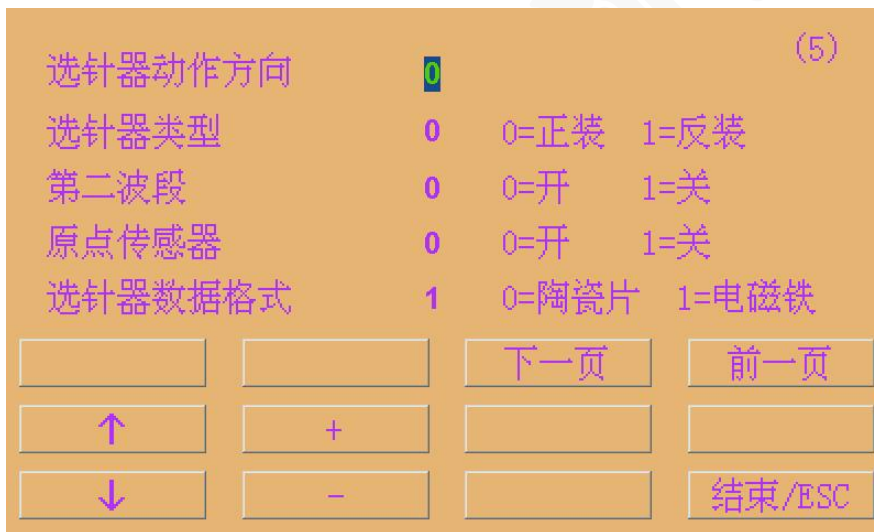 (5)
选针器动作方向 0
选针器类型 0 0=正装 1=反装
第二波段 0 0=开 1=关
原点传感器 0 0=开 1=关
选针器数据格式 1 0=陶瓷片 1=电磁铁
下一页 前一页
↑ +
↓ - 结束/ESC